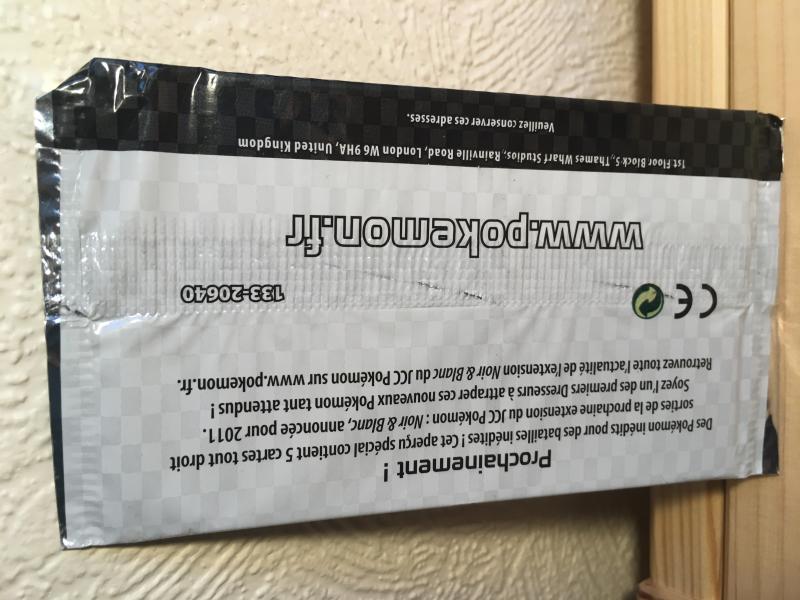 Prochainement !
Des Pokémon inédits pour des batailles inédites ! Cet aperçu spécial contient 5 cartes tout droit
sorties de la prochaine extension du JCC Pokémon : Noir & Blanc, annoncée pour 2011.
Soyez l'un des premiers Dresseurs à attraper ces nouveaux Pokémon tant attendus !
Retrouvez toute l'actualité de l'extension Noir & Blanc du JCC Pokémon sur www.pokemon.fr.
CE
133-20640
www.pokemon.fr
1st Floor Block 5, Thames Wharf Studios, Rainville Road, London W6 9HA, United Kingdom
Veuillez conserver ces adresses.